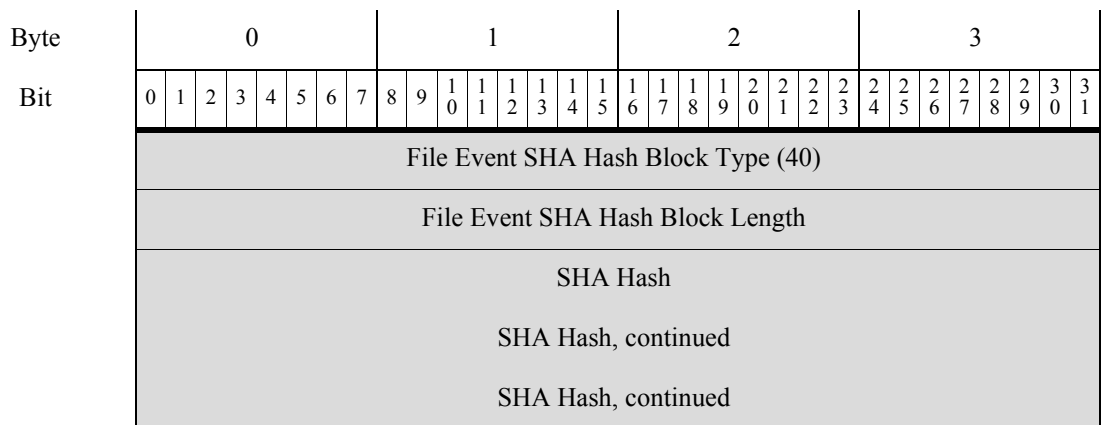 Byte 0 1 2 3
Bit 0 1 2 3 4 5 6 7 8 9 10 11 12 13 14 15 16 17 18 19 20 21 22 23 24 25 26 27 28 29 30 31
File Event SHA Hash Block Type (40)
File Event SHA Hash Block Length
SHA Hash
SHA Hash, continued
SHA Hash, continued